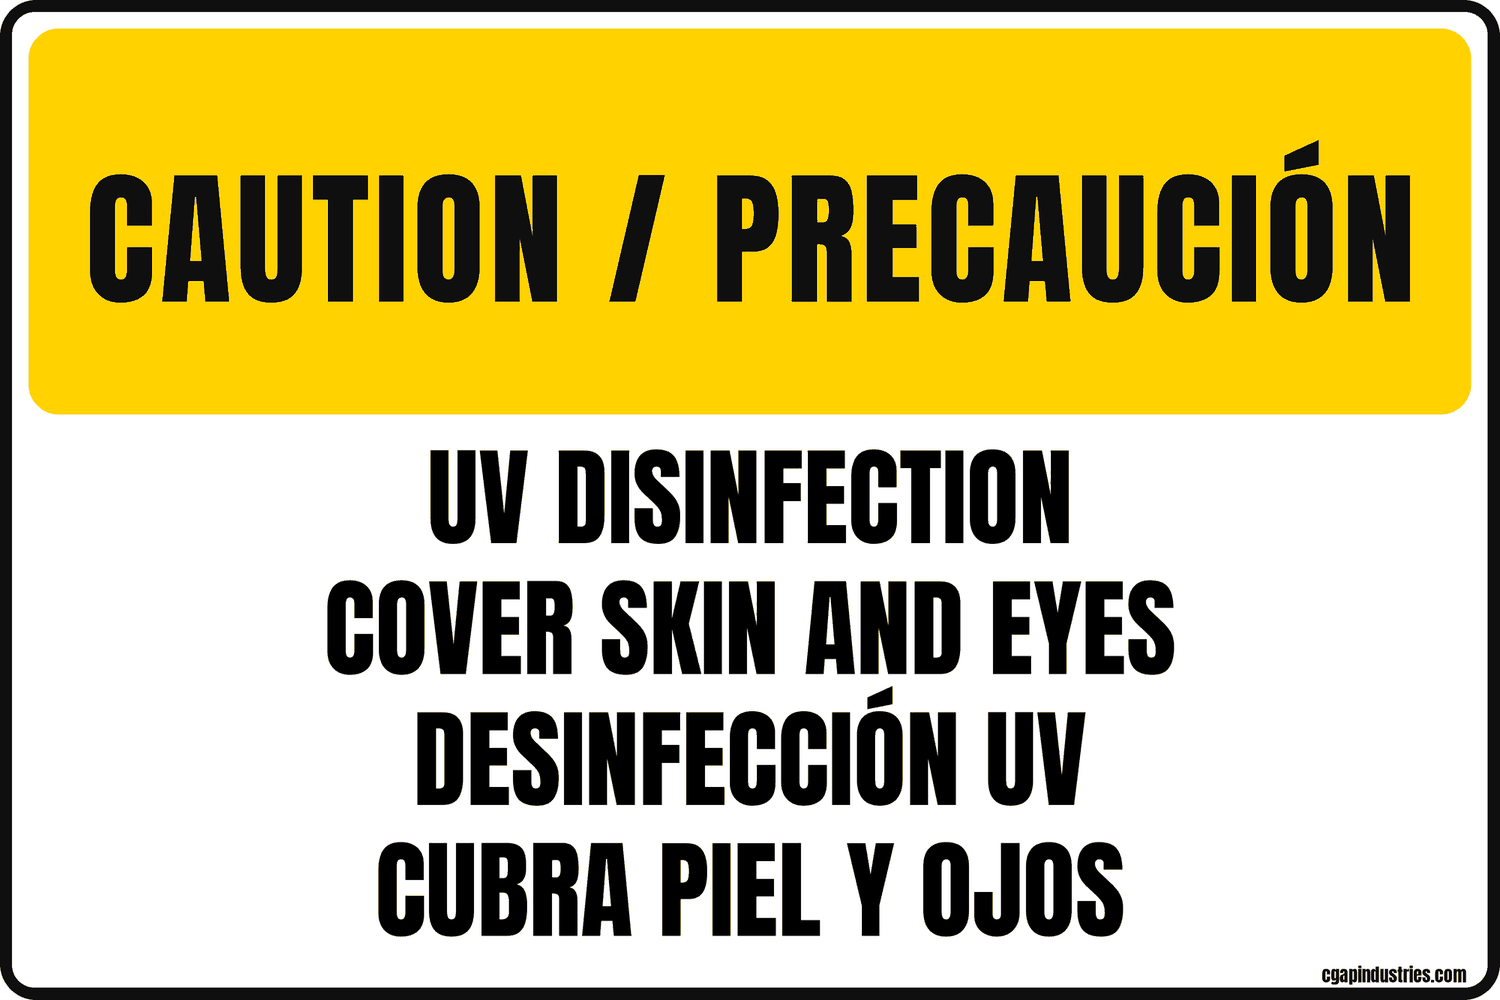 CAUTION / PRECAUCIÓN
UV DISINFECTION
COVER SKIN AND EYES
DESINFECCIÓN UV
CUBRA PIEL Y OJOS
cgapindustries.com